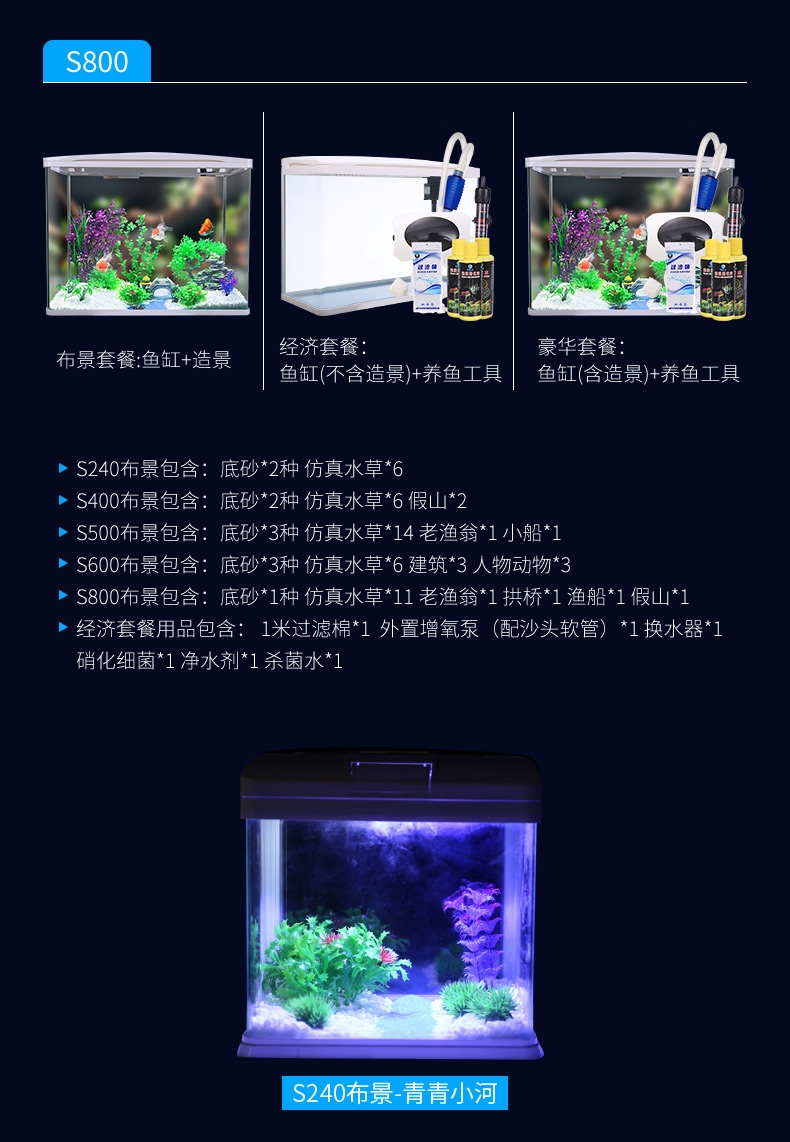 S800
布景套餐:鱼缸+造景
经济套餐：
鱼缸(不含造景)+养鱼工具
豪华套餐：
鱼缸(含造景)+养鱼工具
S240布景包含：底砂*2种 仿真水草*6
S400布景包含：底砂*2种 仿真水草*6 假山*2
S500布景包含：底砂*3种 仿真水草*14 老渔翁*1 小船*1
S600布景包含：底砂*3种 仿真水草*6 建筑*3 人物动物*3
S800布景包含：底砂*1种 仿真水草*11 老渔翁*1 拱桥*1 渔船*1 假山*1
经济套餐用品包含： 1米过滤棉*1 外置增氧泵（配沙头软管）*1 换水器*1
硝化细菌*1 净水剂*1 杀菌水*1
S240布景-青青小河